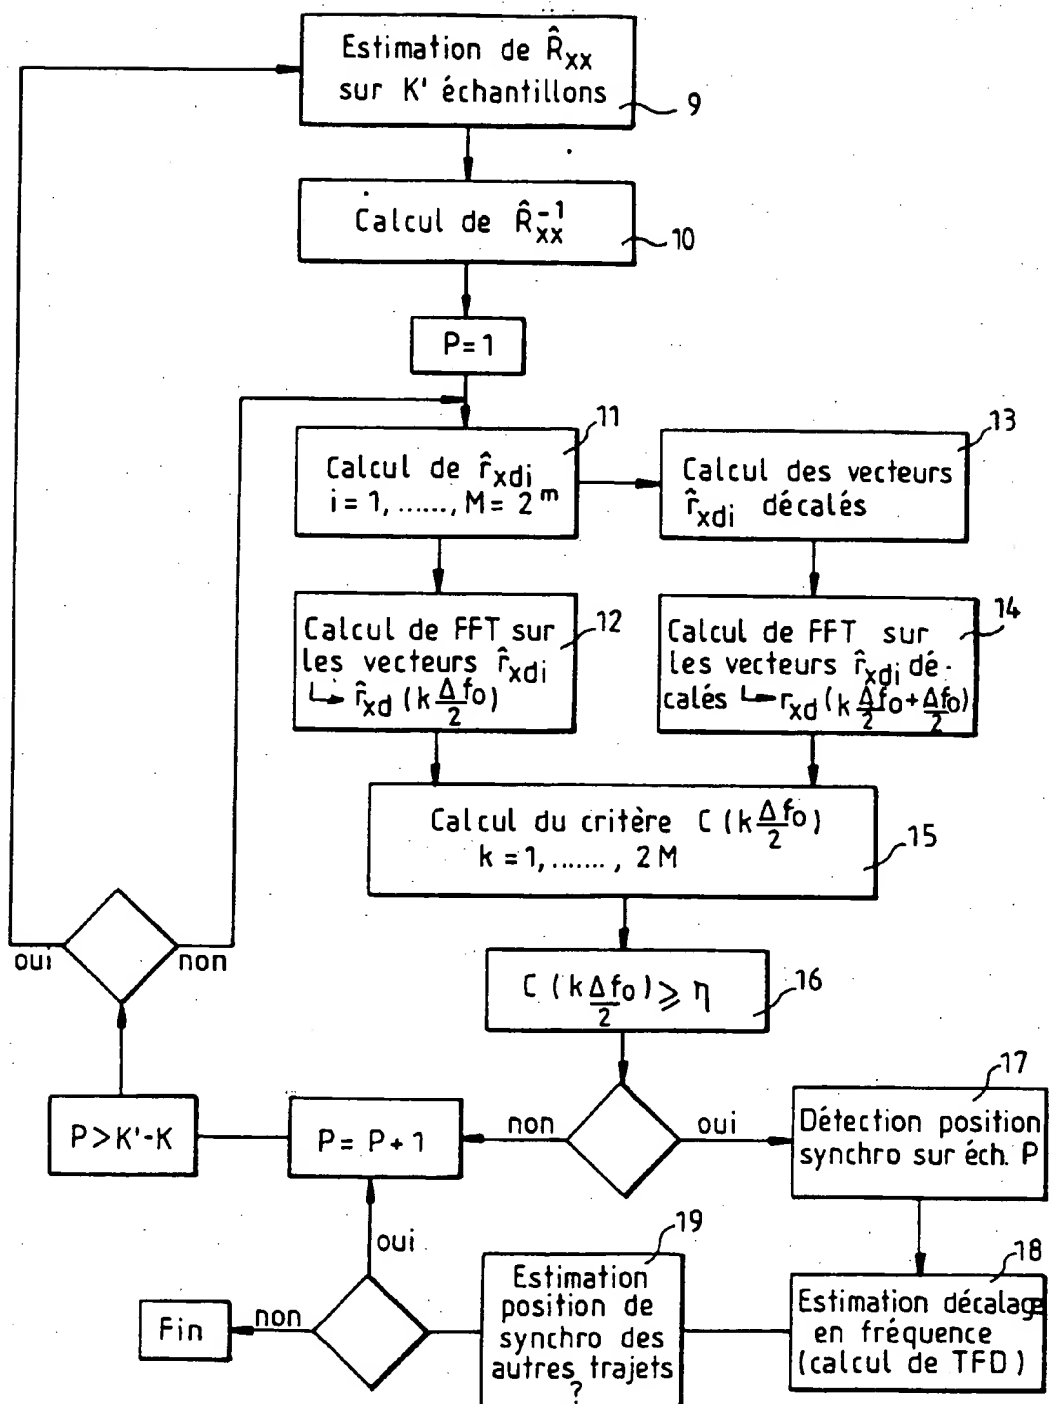 Estimation de R̂xx
sur K' échantillons
9
Calcul de R̂xx⁻¹
10
P=1
11
Calcul de r̂xdi
i = 1, ......, M = 2^m
13
Calcul des vecteurs
r̂xdi décalés
12
Calcul de FFT sur
les vecteurs r̂xdi
↳ r̂xd (k Δfo/2)
14
Calcul de FFT sur
les vecteurs r̂xdi dé-
calés ↳ rxd (k Δfo/2 + Δfo/2)
Calcul du critère C (k Δfo/2)
k = 1, ......., 2M
15
oui
non
C (k Δfo/2) ⩾ η
16
17
P > K'-K
P = P + 1
non
oui
Détection position
synchro sur éch. P
oui
19
18
Fin
non
Estimation
position de
synchro des
autres trajets
?
Estimation décalage
en fréquence
(calcul de TFD)